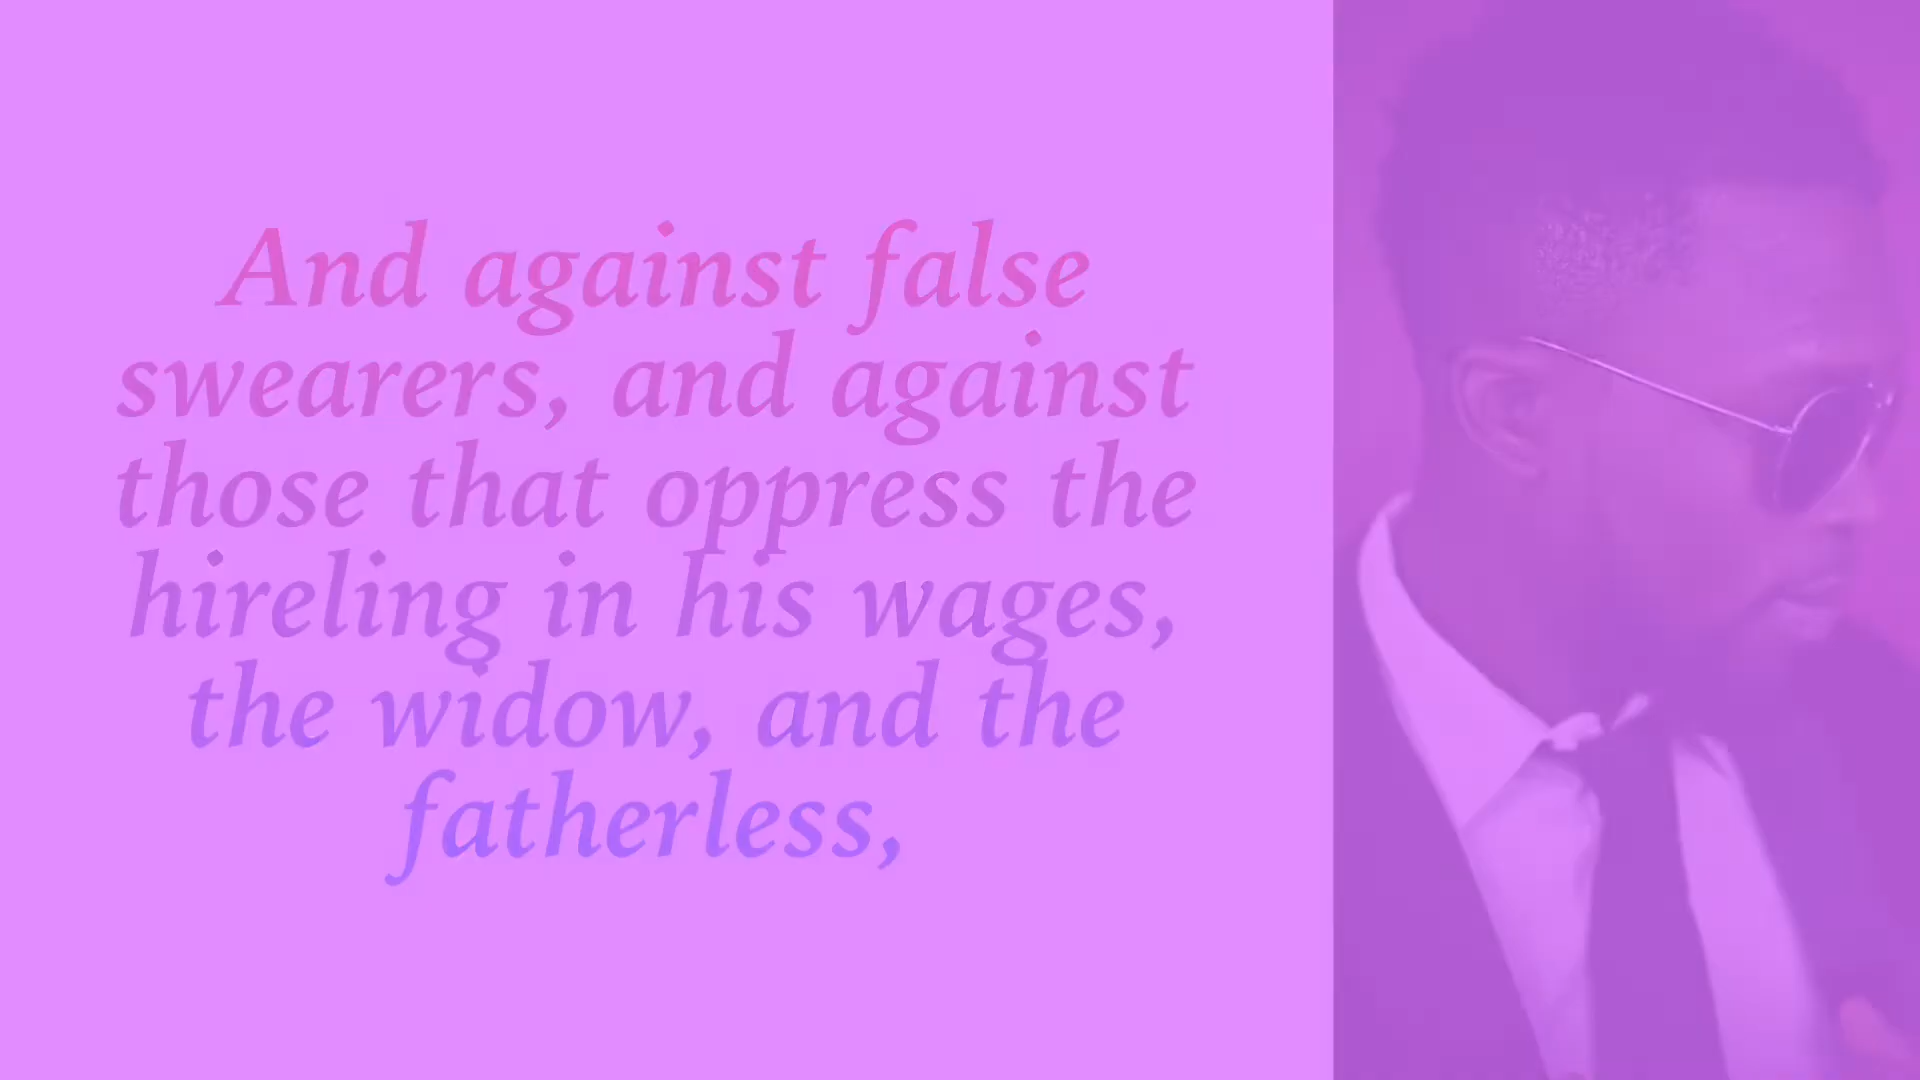 And against false
swearers, and against
those that oppress the
hireling in his wages,
the widow, and the
fatherless,